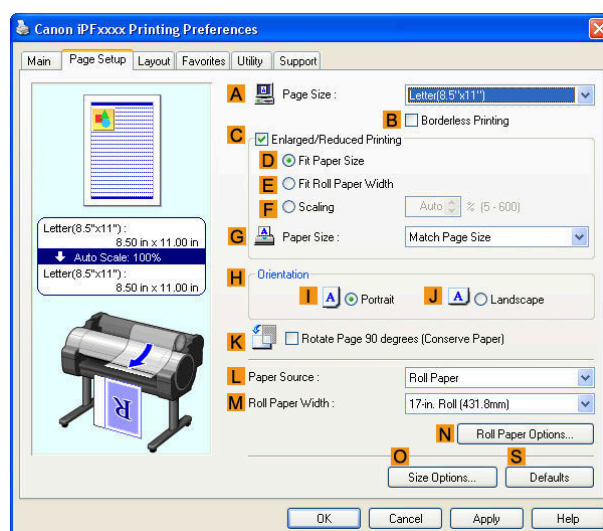 Canon iPFxxxx Printing Preferences
Main Page Setup Layout Favorites Utility Support
A Page Size : Letter(8.5"x11")
B Borderless Printing
C Enlarged/Reduced Printing
D Fit Paper Size
E Fit Roll Paper Width
F Scaling Auto % (5 - 600)
G Paper Size : Match Page Size
Letter(8.5"x11") :
8.50 in x 11.00 in
Auto Scale: 100%
Letter(8.5"x11") :
8.50 in x 11.00 in
H Orientation
I A Portrait J A Landscape
K Rotate Page 90 degrees (Conserve Paper)
R
L Paper Source : Roll Paper
M Roll Paper Width : 17-in. Roll (431.8mm)
N Roll Paper Options...
O S
Size Options... Defaults
OK Cancel Apply Help